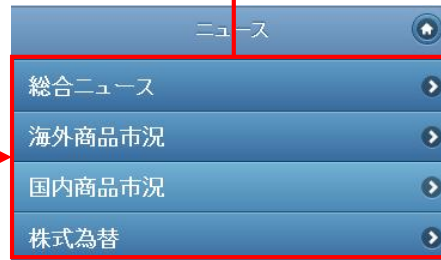 ニュース
総合ニュース
海外商品市況
国内商品市況
株式為替